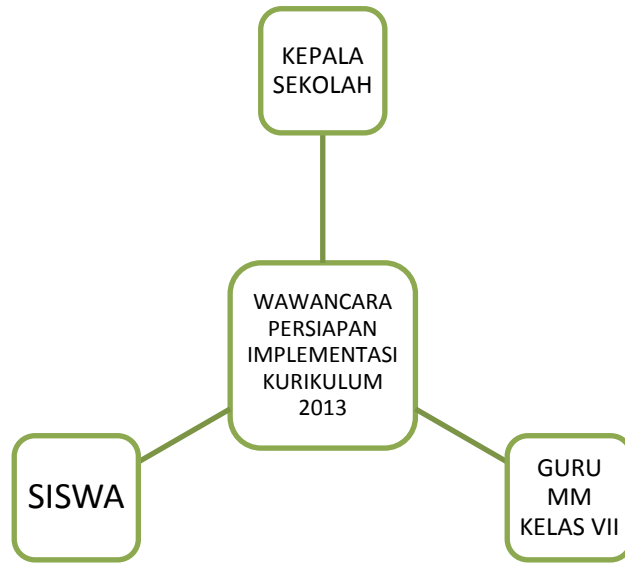 KEPALA
SEKOLAH
WAWANCARA
PERSIAPAN
IMPLEMENTASI
KURIKULUM
2013
SISWA
GURU
MM
KELAS VII